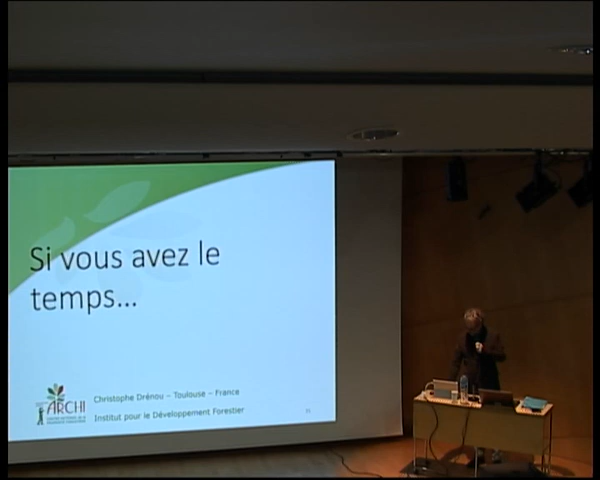 Si vous avez le
temps...
ARCHI
Christophe Drénou – Toulouse – France
Institut pour le Développement Forestier